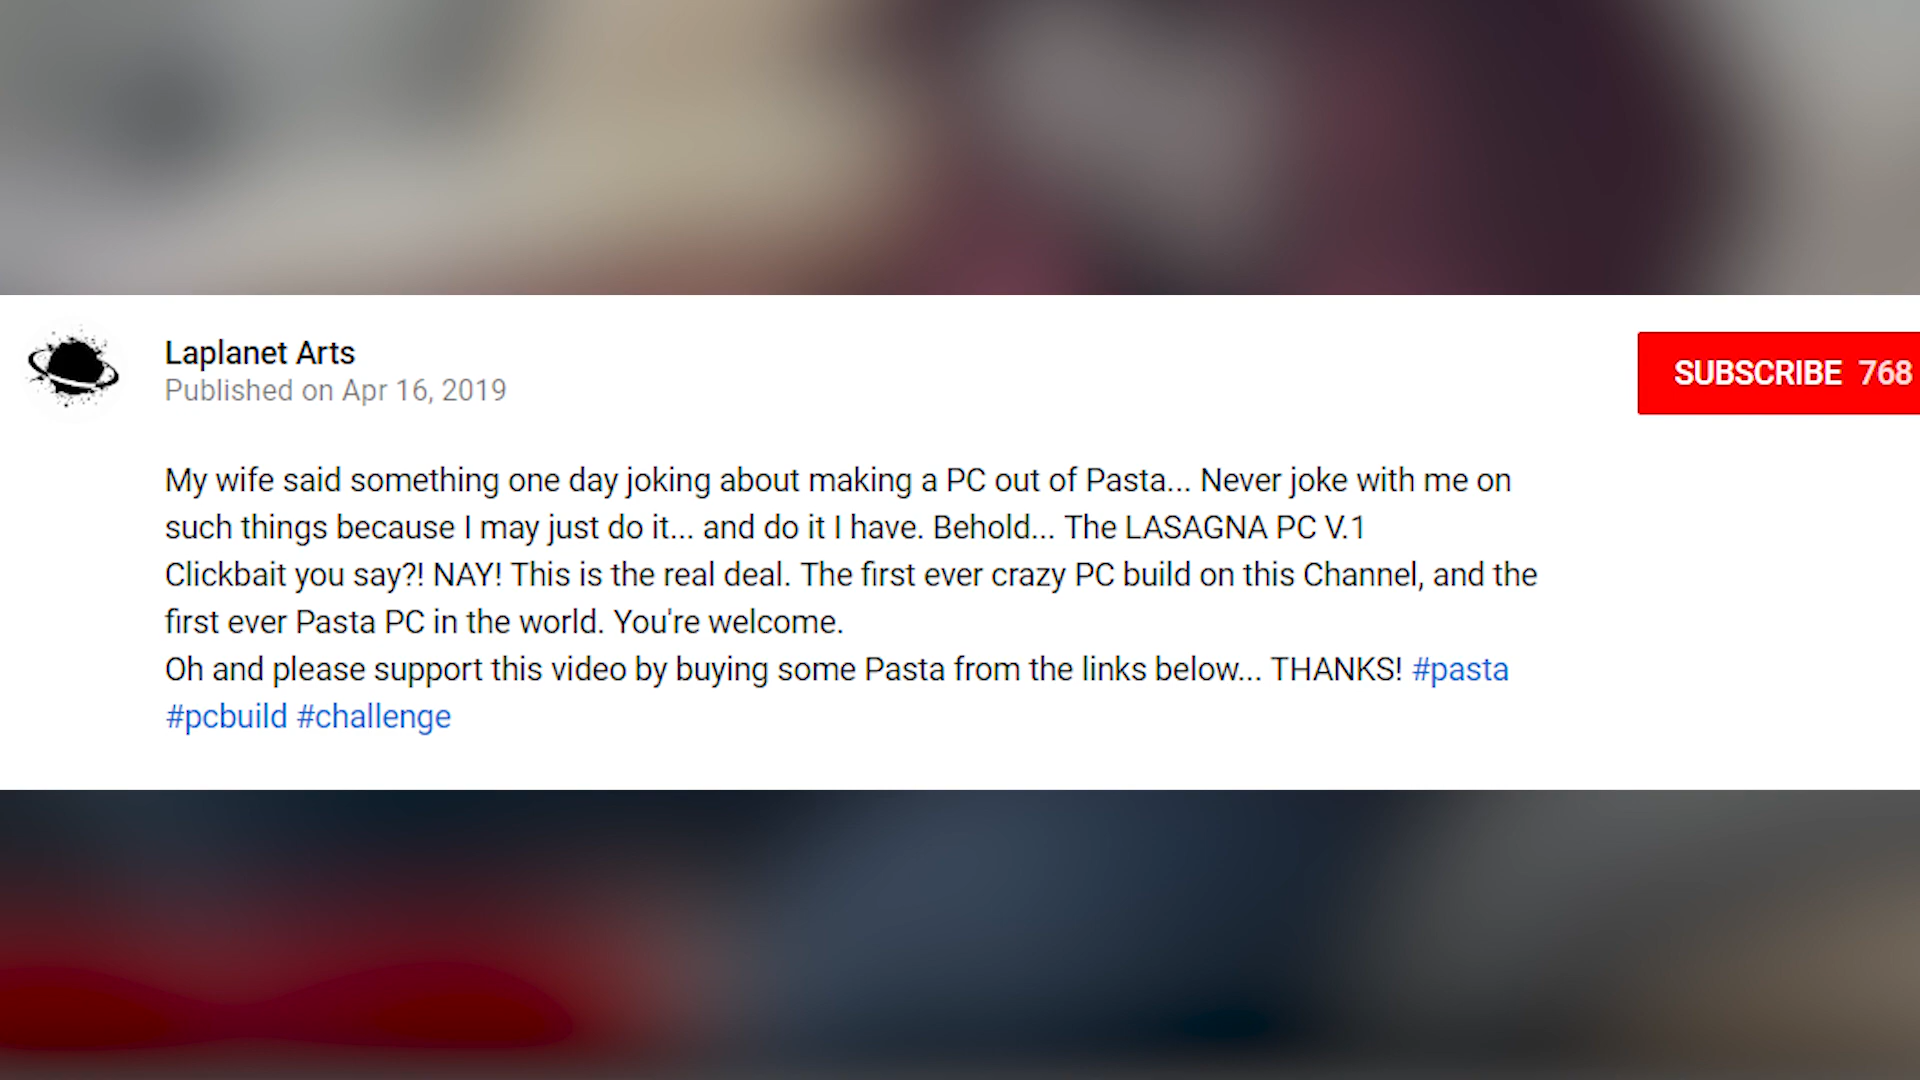 Laplanet Arts
Published on Apr 16, 2019
SUBSCRIBE 768
My wife said something one day joking about making a PC out of Pasta... Never joke with me on
such things because I may just do it... and do it I have. Behold... The LASAGNA PC V.1
Clickbait you say?! NAY! This is the real deal. The first ever crazy PC build on this Channel, and the
first ever Pasta PC in the world. You're welcome.
Oh and please support this video by buying some Pasta from the links below... THANKS! #pasta
#pcbuild #challenge